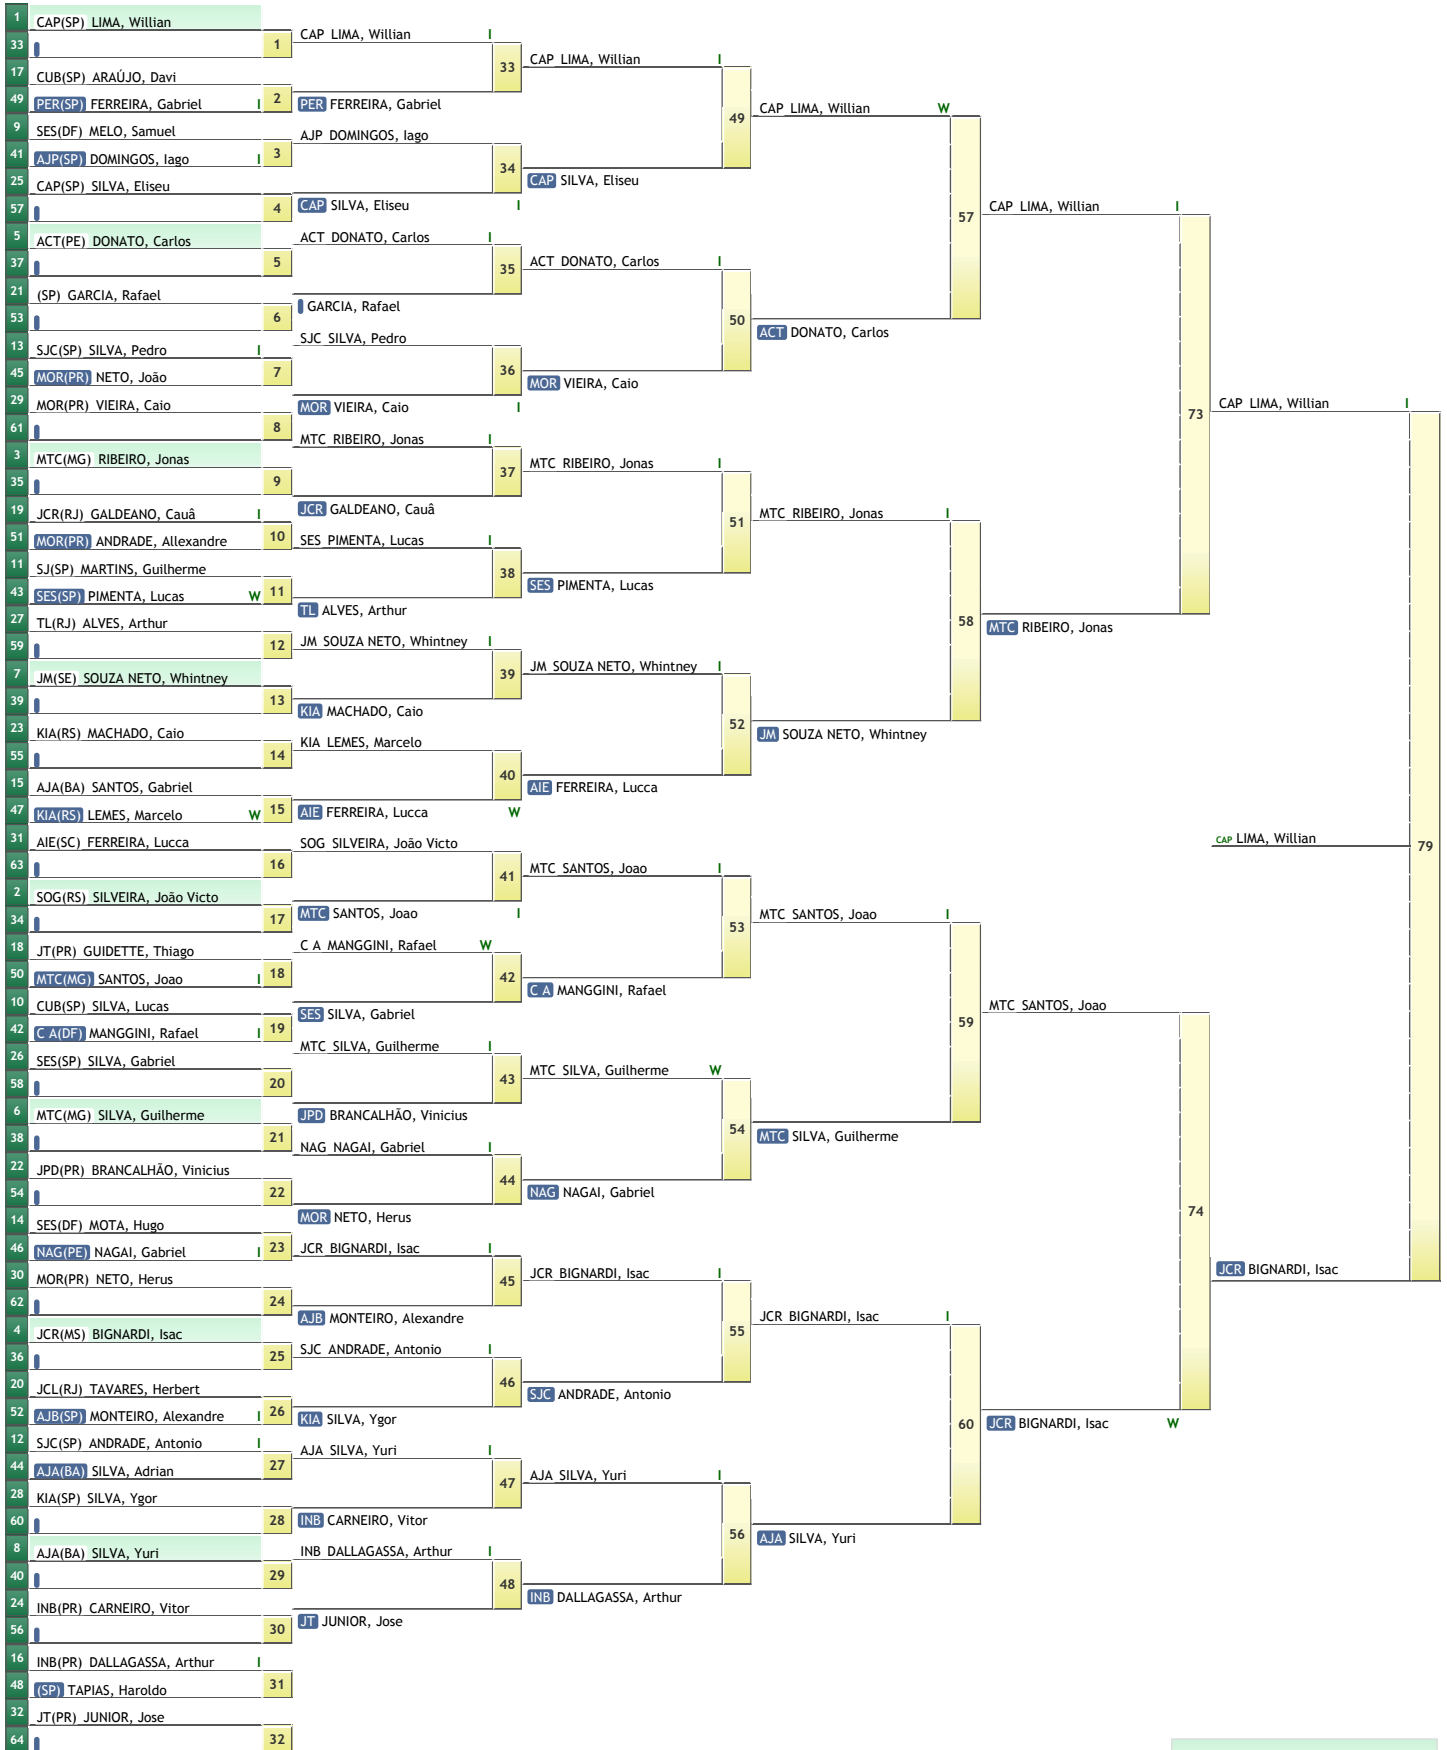 1 CAP(SP) LIMA, Willian
33 1
17 CUB(SP) ARAÚJO, Davi
49 PER(SP) FERREIRA, Gabriel I 2
9 SES(DF) MELO, Samuel
41 AJP(SP) DOMINGOS, Iago I 3
25 CAP(SP) SILVA, Eliseu
57 4
5 ACT(PE) DONATO, Carlos
37 5
21 (SP) GARCIA, Rafael
53 6
13 SJC(SP) SILVA, Pedro I
45 MOR(PR) NETO, João 7
29 MOR(PR) VIEIRA, Caio
61 8
3 MTC(MG) RIBEIRO, Jonas
35 9
19 JCR(RJ) GALDEANO, Cauâ I
51 MOR(PR) ANDRADE, Allexandre 10
11 SJ(SP) MARTINS, Guilherme
43 SES(SP) PIMENTA, Lucas W 11
27 TL(RJ) ALVES, Arthur
59 12
7 JM(SE) SOUZA NETO, Whintney
39 13
23 KIA(RS) MACHADO, Caio
55 14
15 AJA(BA) SANTOS, Gabriel
47 KIA(RS) LEMES, Marcelo W 15
31 AIE(SC) FERREIRA, Lucca
63 16
2 SOG(RS) SILVEIRA, João Victo
34 17
18 JT(PR) GUIDETTE, Thiago
50 MTC(MG) SANTOS, Joao I 18
10 CUB(SP) SILVA, Lucas
42 C A(DF) MANGGINI, Rafael I 19
26 SES(SP) SILVA, Gabriel
58 20
6 MTC(MG) SILVA, Guilherme
38 21
22 JPD(PR) BRANCALHÃO, Vinicius
54 22
14 SES(DF) MOTA, Hugo
46 NAG(PE) NAGAI, Gabriel I 23
30 MOR(PR) NETO, Herus
62 24
4 JCR(MS) BIGNARDI, Isac
36 25
20 JCL(RJ) TAVARES, Herbert
52 AJB(SP) MONTEIRO, Alexandre I 26
12 SJC(SP) ANDRADE, Antonio I
44 AJA(BA) SILVA, Adrian 27
28 KIA(SP) SILVA, Ygor
60 28
8 AJA(BA) SILVA, Yuri
40 29
24 INB(PR) CARNEIRO, Vitor
56 30
16 INB(PR) DALLAGASSA, Arthur I
48 (SP) TAPIAS, Haroldo 31
32 JT(PR) JUNIOR, Jose
64 32
CAP LIMA, Willian I
33
PER FERREIRA, Gabriel
AJP DOMINGOS, Iago
34
CAP SILVA, Eliseu I
ACT DONATO, Carlos I
35
GARCIA, Rafael
SJC SILVA, Pedro
36
MOR VIEIRA, Caio I
MTC RIBEIRO, Jonas I
37
JCR GALDEANO, Cauâ
SES PIMENTA, Lucas I
38
TL ALVES, Arthur
JM SOUZA NETO, Whintney I
39
KIA MACHADO, Caio
KIA LEMES, Marcelo
40
AIE FERREIRA, Lucca W
SOG SILVEIRA, João Victo
41
MTC SANTOS, Joao I
C A MANGGINI, Rafael W
42
SES SILVA, Gabriel
MTC SILVA, Guilherme I
43
JPD BRANCALHÃO, Vinicius
NAG NAGAI, Gabriel I
44
MOR NETO, Herus
JCR BIGNARDI, Isac I
45
AJB MONTEIRO, Alexandre
SJC ANDRADE, Antonio I
46
KIA SILVA, Ygor
AJA SILVA, Yuri I
47
INB CARNEIRO, Vitor
INB DALLAGASSA, Arthur I
48
JT JUNIOR, Jose
CAP LIMA, Willian I
49
CAP SILVA, Eliseu
ACT DONATO, Carlos I
50
MOR VIEIRA, Caio
MTC RIBEIRO, Jonas I
51
SES PIMENTA, Lucas
JM SOUZA NETO, Whintney I
52
AIE FERREIRA, Lucca
MTC SANTOS, Joao I
53
C A MANGGINI, Rafael
MTC SILVA, Guilherme W
54
NAG NAGAI, Gabriel
JCR BIGNARDI, Isac I
55
SJC ANDRADE, Antonio
AJA SILVA, Yuri I
56
INB DALLAGASSA, Arthur
CAP LIMA, Willian W
57
ACT DONATO, Carlos
MTC RIBEIRO, Jonas I
58
JM SOUZA NETO, Whintney
MTC SANTOS, Joao I
59
MTC SILVA, Guilherme
JCR BIGNARDI, Isac I
60
AJA SILVA, Yuri
CAP LIMA, Willian I
73
MTC RIBEIRO, Jonas
MTC SANTOS, Joao
74
JCR BIGNARDI, Isac W
CAP LIMA, Willian I
CAP LIMA, Willian 79
JCR BIGNARDI, Isac